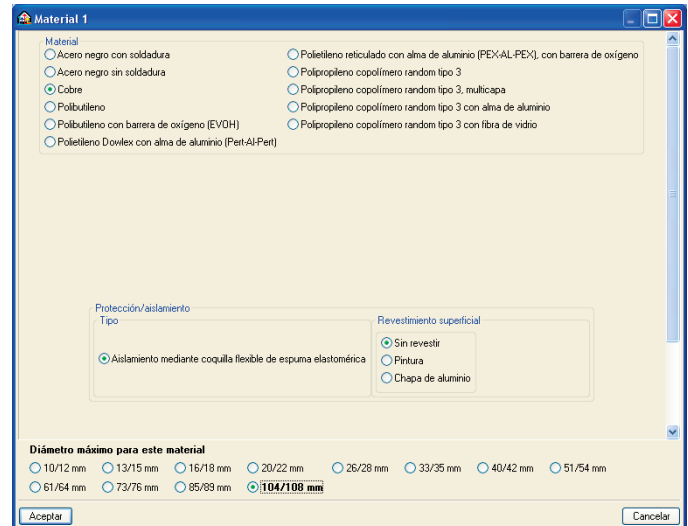 Material 1
Material
Acero negro con soldadura
Acero negro sin soldadura
Cobre
Polibutileno
Polibutileno con barrera de oxígeno (EVOH)
Polietileno Dowlex con alma de aluminio (Pert-Al-Pert)
Polietileno reticulado con alma de aluminio (PEX-AL-PEX), con barrera de oxígeno
Polipropileno copolímero random tipo 3
Polipropileno copolímero random tipo 3, multicapa
Polipropileno copolímero random tipo 3 con alma de aluminio
Polipropileno copolímero random tipo 3 con fibra de vidrio
Protección/aislamiento
Tipo
Aislamiento mediante coquilla flexible de espuma elastomérica
Revestimiento superficial
Sin revestir
Pintura
Chapa de aluminio
Diámetro máximo para este material
10/12 mm 13/15 mm 16/18 mm 20/22 mm 26/28 mm 33/35 mm 40/42 mm 51/54 mm
61/64 mm 73/76 mm 85/89 mm 104/108 mm
Aceptar Cancelar